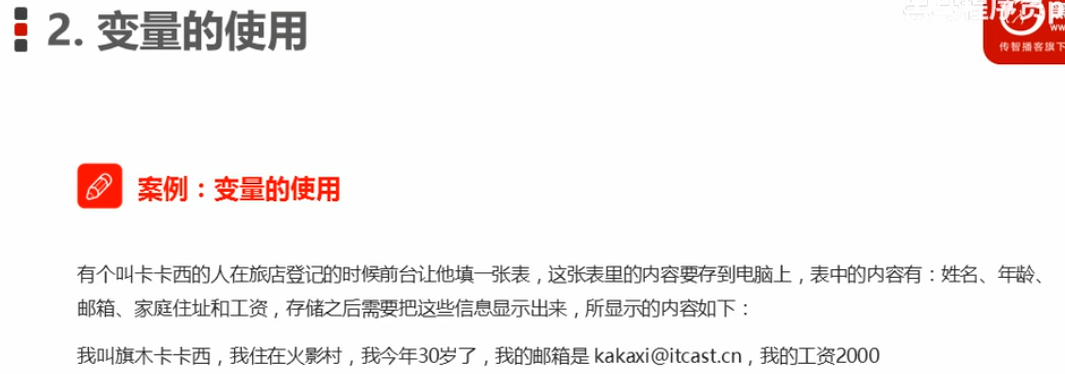 2. 变量的使用
传智播客旗下
案例：变量的使用
有个叫卡卡西的人在旅店登记的时候前台让他填一张表，这张表里的内容要存到电脑上，表中的内容有：姓名、年龄、
邮箱、家庭住址和工资，存储之后需要把这些信息显示出来，所显示的内容如下：
我叫旗木卡卡西，我住在火影村，我今年30岁了，我的邮箱是 kakaxi@itcast.cn，我的工资2000